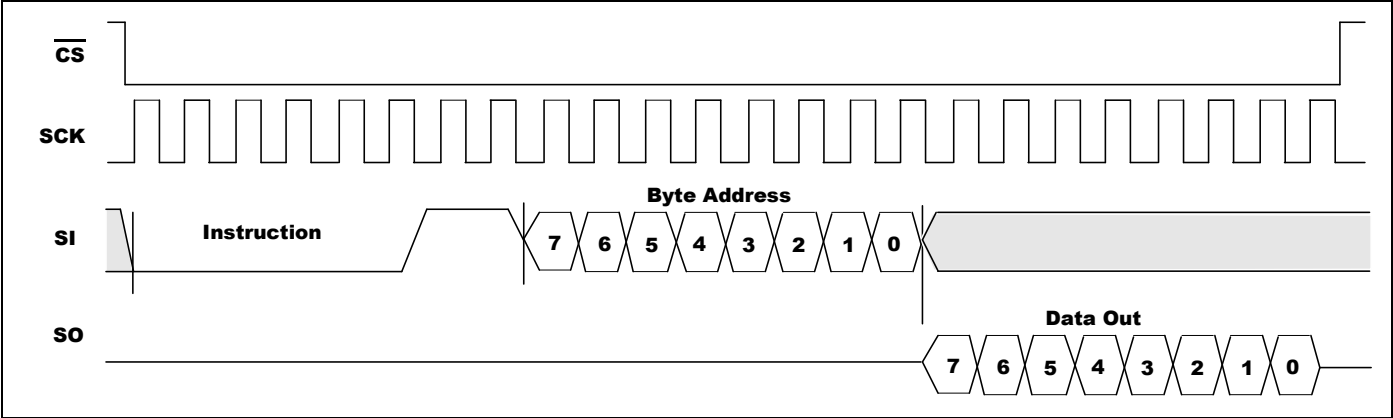 CS
SCK
Byte Address
SI Instruction 7 6 5 4 3 2 1 0
Data Out
SO
7 6 5 4 3 2 1 0